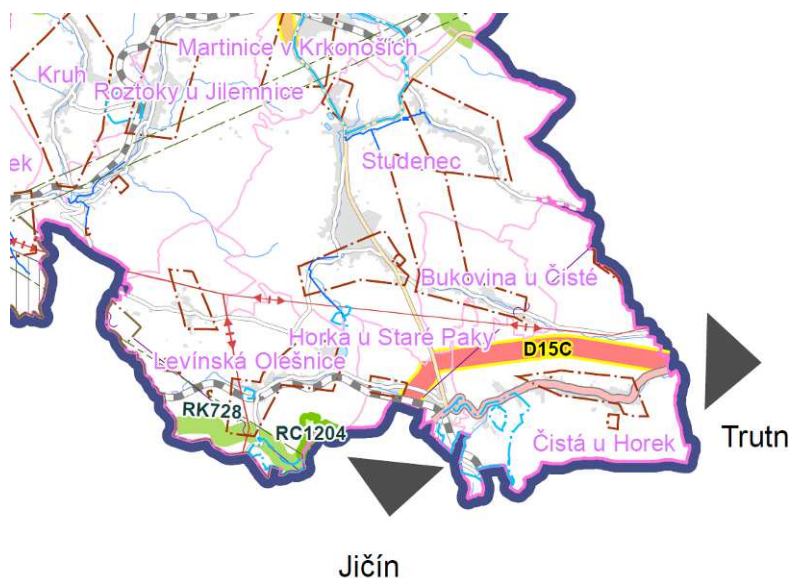 Martinice v Krkonoších
Kruh
Roztoky u Jilemnice
ek
Studenec
Bukovina u Čisté
Horka u Staré Paky
D15C
Levínská Olešnice
RK728
RC1204
Čistá u Horek
Trutn
Jičín